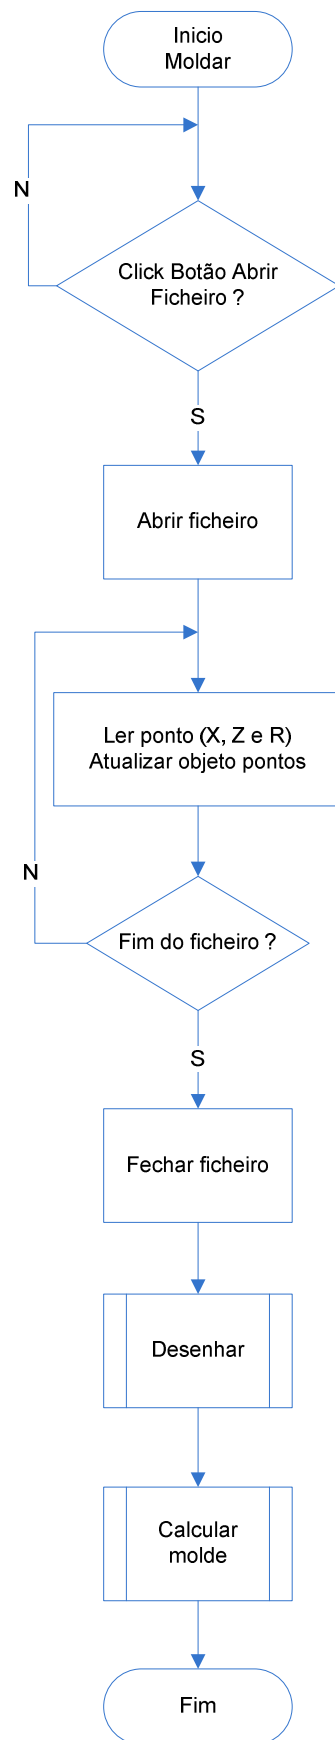 Inicio
Moldar
N
Click Botão Abrir
Ficheiro ?
S
Abrir ficheiro
Ler ponto (X, Z e R)
Atualizar objeto pontos
N
Fim do ficheiro ?
S
Fechar ficheiro
Desenhar
Calcular
molde
Fim